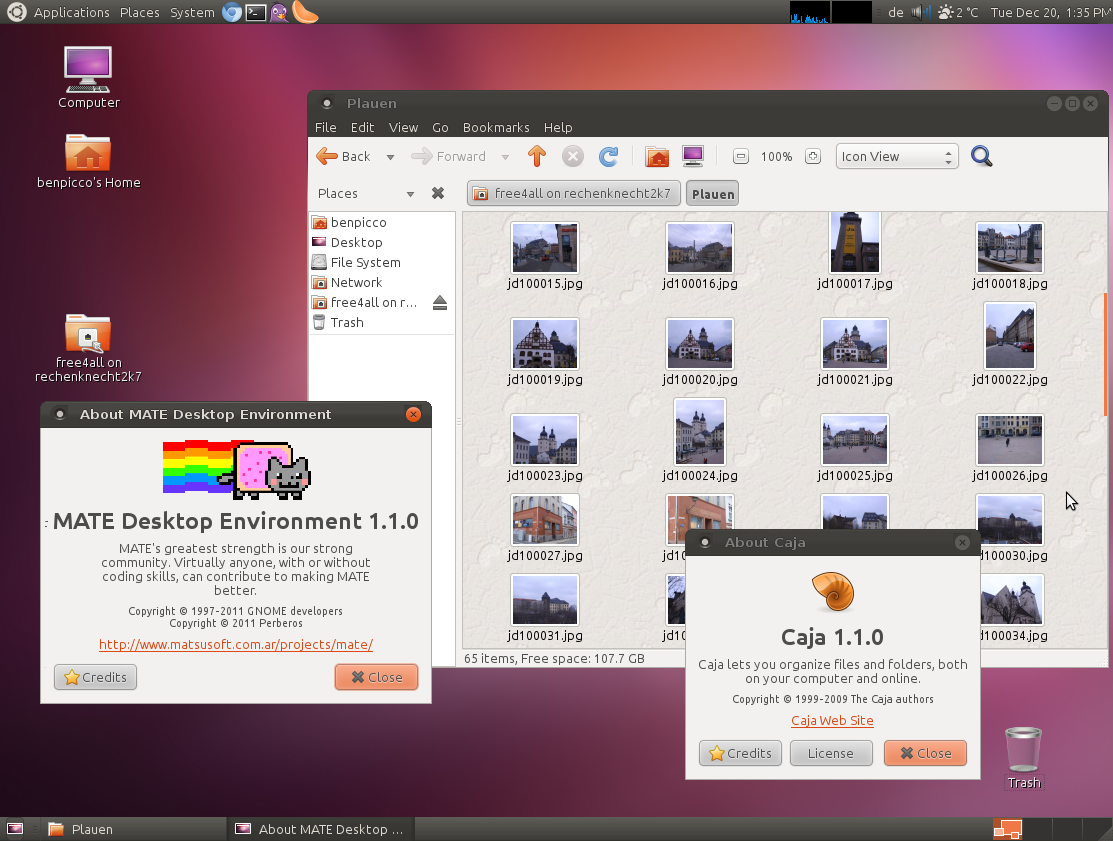 Applications Places System de 2 °C Tue Dec 20, 1:35 PM
Computer
benpicco's Home
free4all on
rechenknecht2k7
Plauen
File Edit View Go Bookmarks Help
Back Forward 100% Icon View
Places free4all on rechenknecht2k7 Plauen
benpicco
Desktop
File System
Network
free4all on r...
Trash
jd100015.jpg jd100016.jpg jd100017.jpg jd100018.jpg
jd100019.jpg jd100020.jpg jd100021.jpg jd100022.jpg
jd100023.jpg jd100024.jpg jd100025.jpg jd100026.jpg
jd100027.jpg jd10 jd100030.jpg
jd100031.jpg jd10 jd100034.jpg
65 items, Free space: 107.7 GB
About MATE Desktop Environment
MATE Desktop Environment 1.1.0
MATE's greatest strength is our strong
community. Virtually anyone, with or without
coding skills, can contribute to making MATE
better.
Copyright © 1997-2011 GNOME developers
Copyright © 2011 Perberos
http://www.matsusoft.com.ar/projects/mate/
Credits Close
About Caja
Caja 1.1.0
Caja lets you organize files and folders, both
on your computer and online.
Copyright © 1999-2009 The Caja authors
Caja Web Site
Credits License Close
Trash
Plauen About MATE Desktop ...